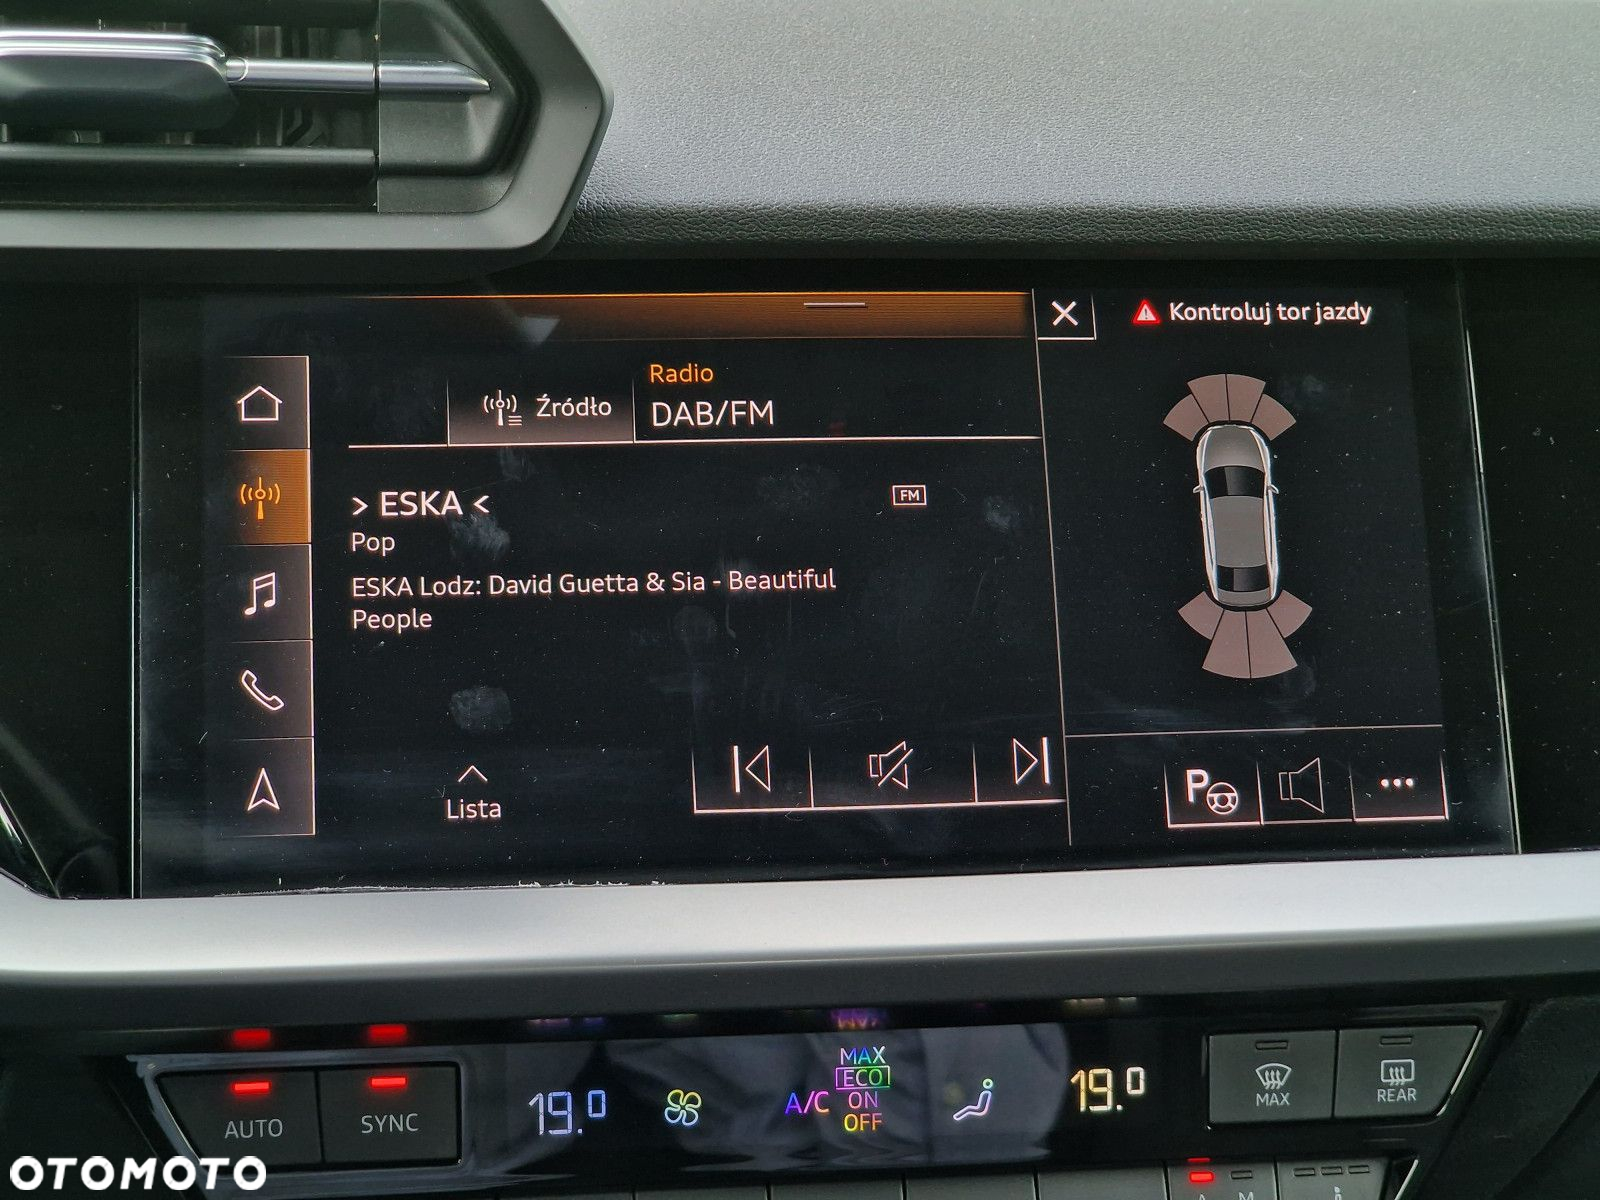 Kontroluj tor jazdy
Radio
Źródło
DAB/FM
> ESKA <
FM
Pop
ESKA Lodz: David Guetta & Sia - Beautiful
People
Lista
P
AUTO
SYNC
19.0
A/C
MAX
ECO
ON
OFF
19.0
MAX
REAR
A
M
OTOMOTO